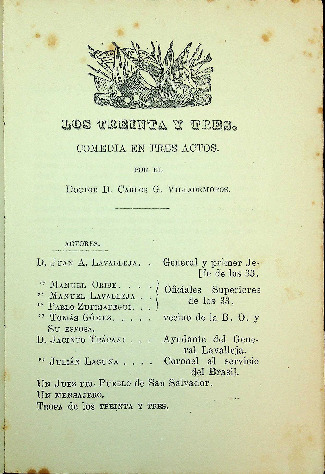 LOS TREINTA Y TRES.
COMEDIA EN TRES ACTOS.
POR EL
DOCTOR D. CARLOS G. VILLADEMOROS.
ACTORES.
D. JUAN A. LAVALLEJA. . General y primer Je-
fe de los 33.
" MANUEL ORIBE. . . . .
" MANUEL LAVALLEJA . . Oficiales Superiores
" PABLO ZUFRIATEGUI. . . de los 33.
" TOMÁS GOMEZ. . . . . vecino de la B. O. y
SU ESPOSA.
D. JACINTO TRÁPANI . . Ayudante del Gene-
ral Lavalleja.
" JULIÁN LAGUNA . . . . Coronel al servicio
del Brasil.
UN JUEZ DEL PUEBLO de San Salvador.
UN MENSAJERO.
TROPA de los TREINTA Y TRES.